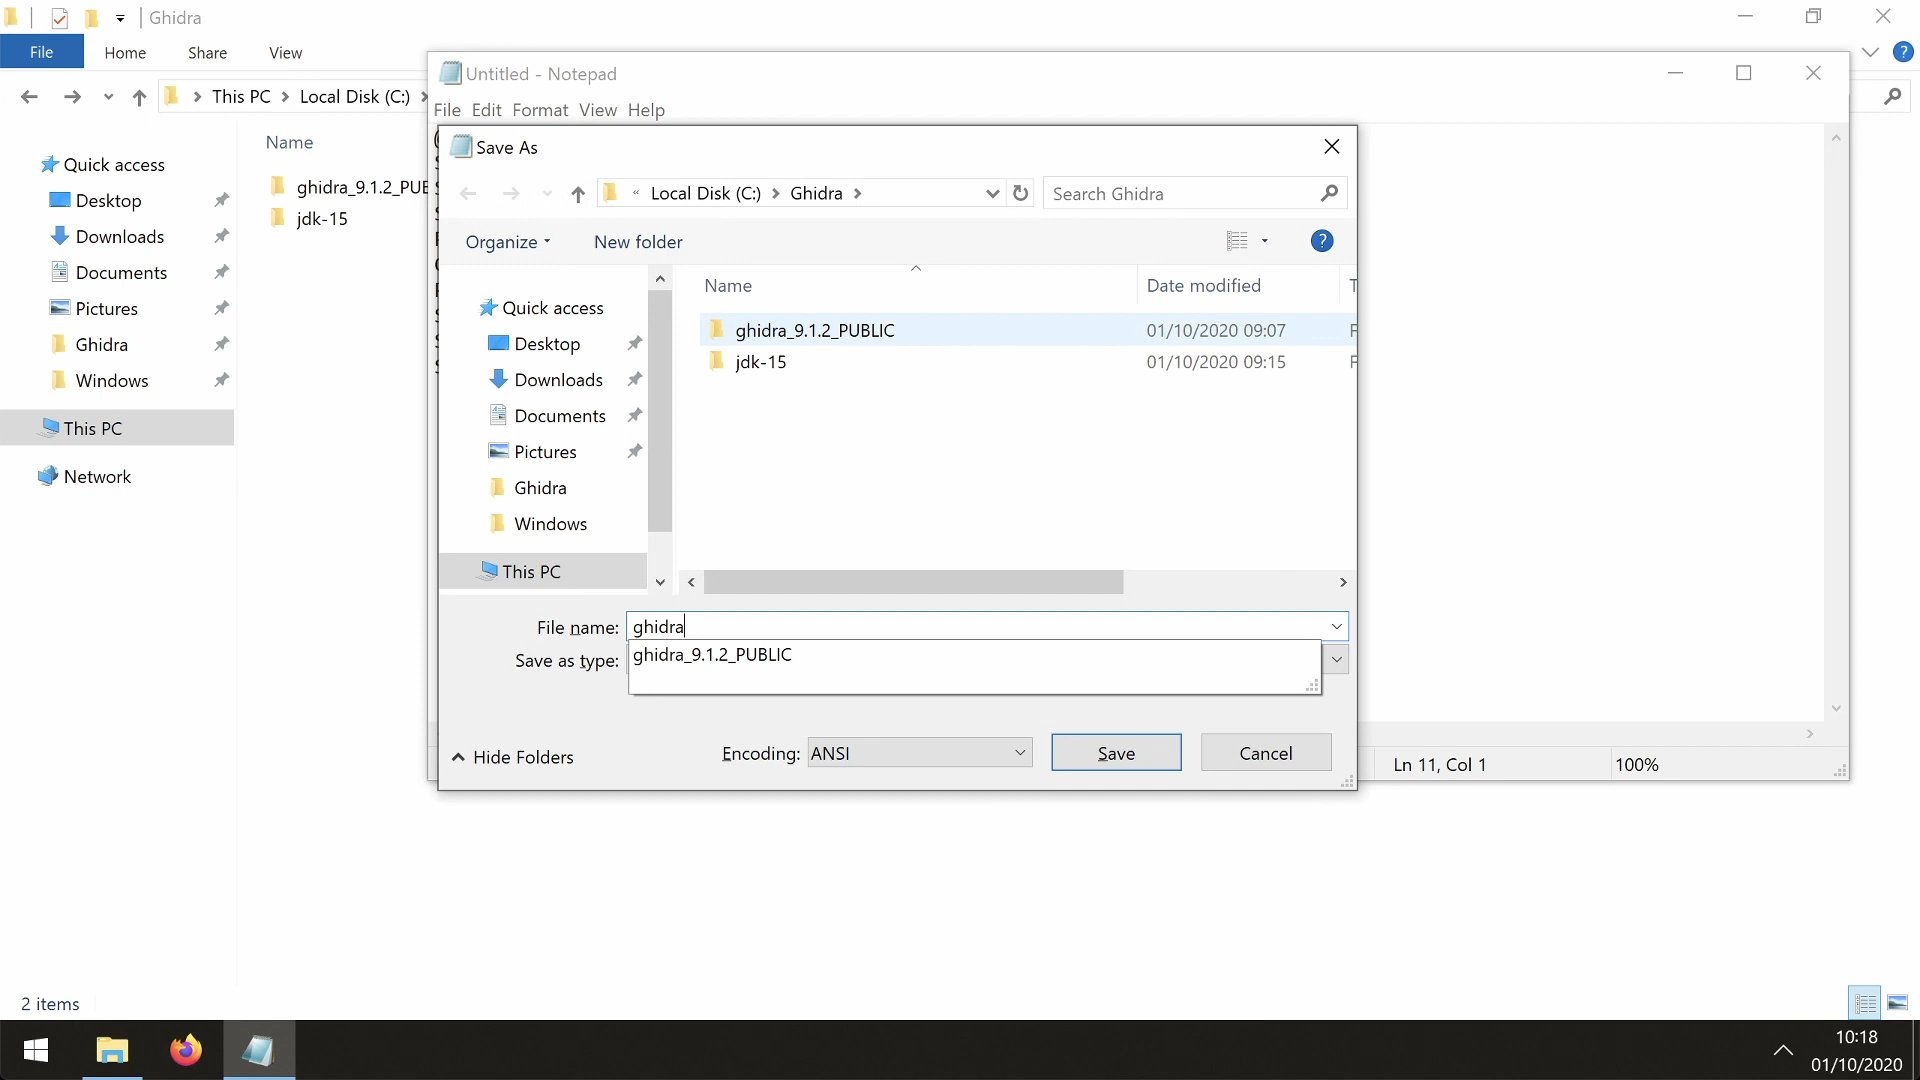 Ghidra
File Home Share View
This PC Local Disk (C:)
Name
Quick access
Desktop
Downloads
Documents
Pictures
Ghidra
Windows
This PC
Network
ghidra_9.1.2_PUB
jdk-15
2 items
Untitled - Notepad
File Edit Format View Help
Save As
« Local Disk (C:) Ghidra
Search Ghidra
Organize New folder
?
Quick access
Desktop
Downloads
Documents
Pictures
Ghidra
Windows
This PC
Name Date modified
ghidra_9.1.2_PUBLIC 01/10/2020 09:07
jdk-15 01/10/2020 09:15
File name: ghidra
ghidra_9.1.2_PUBLIC
Save as type:
Hide Folders Encoding: ANSI Save Cancel
Ln 11, Col 1 100%
10:18
01/10/2020